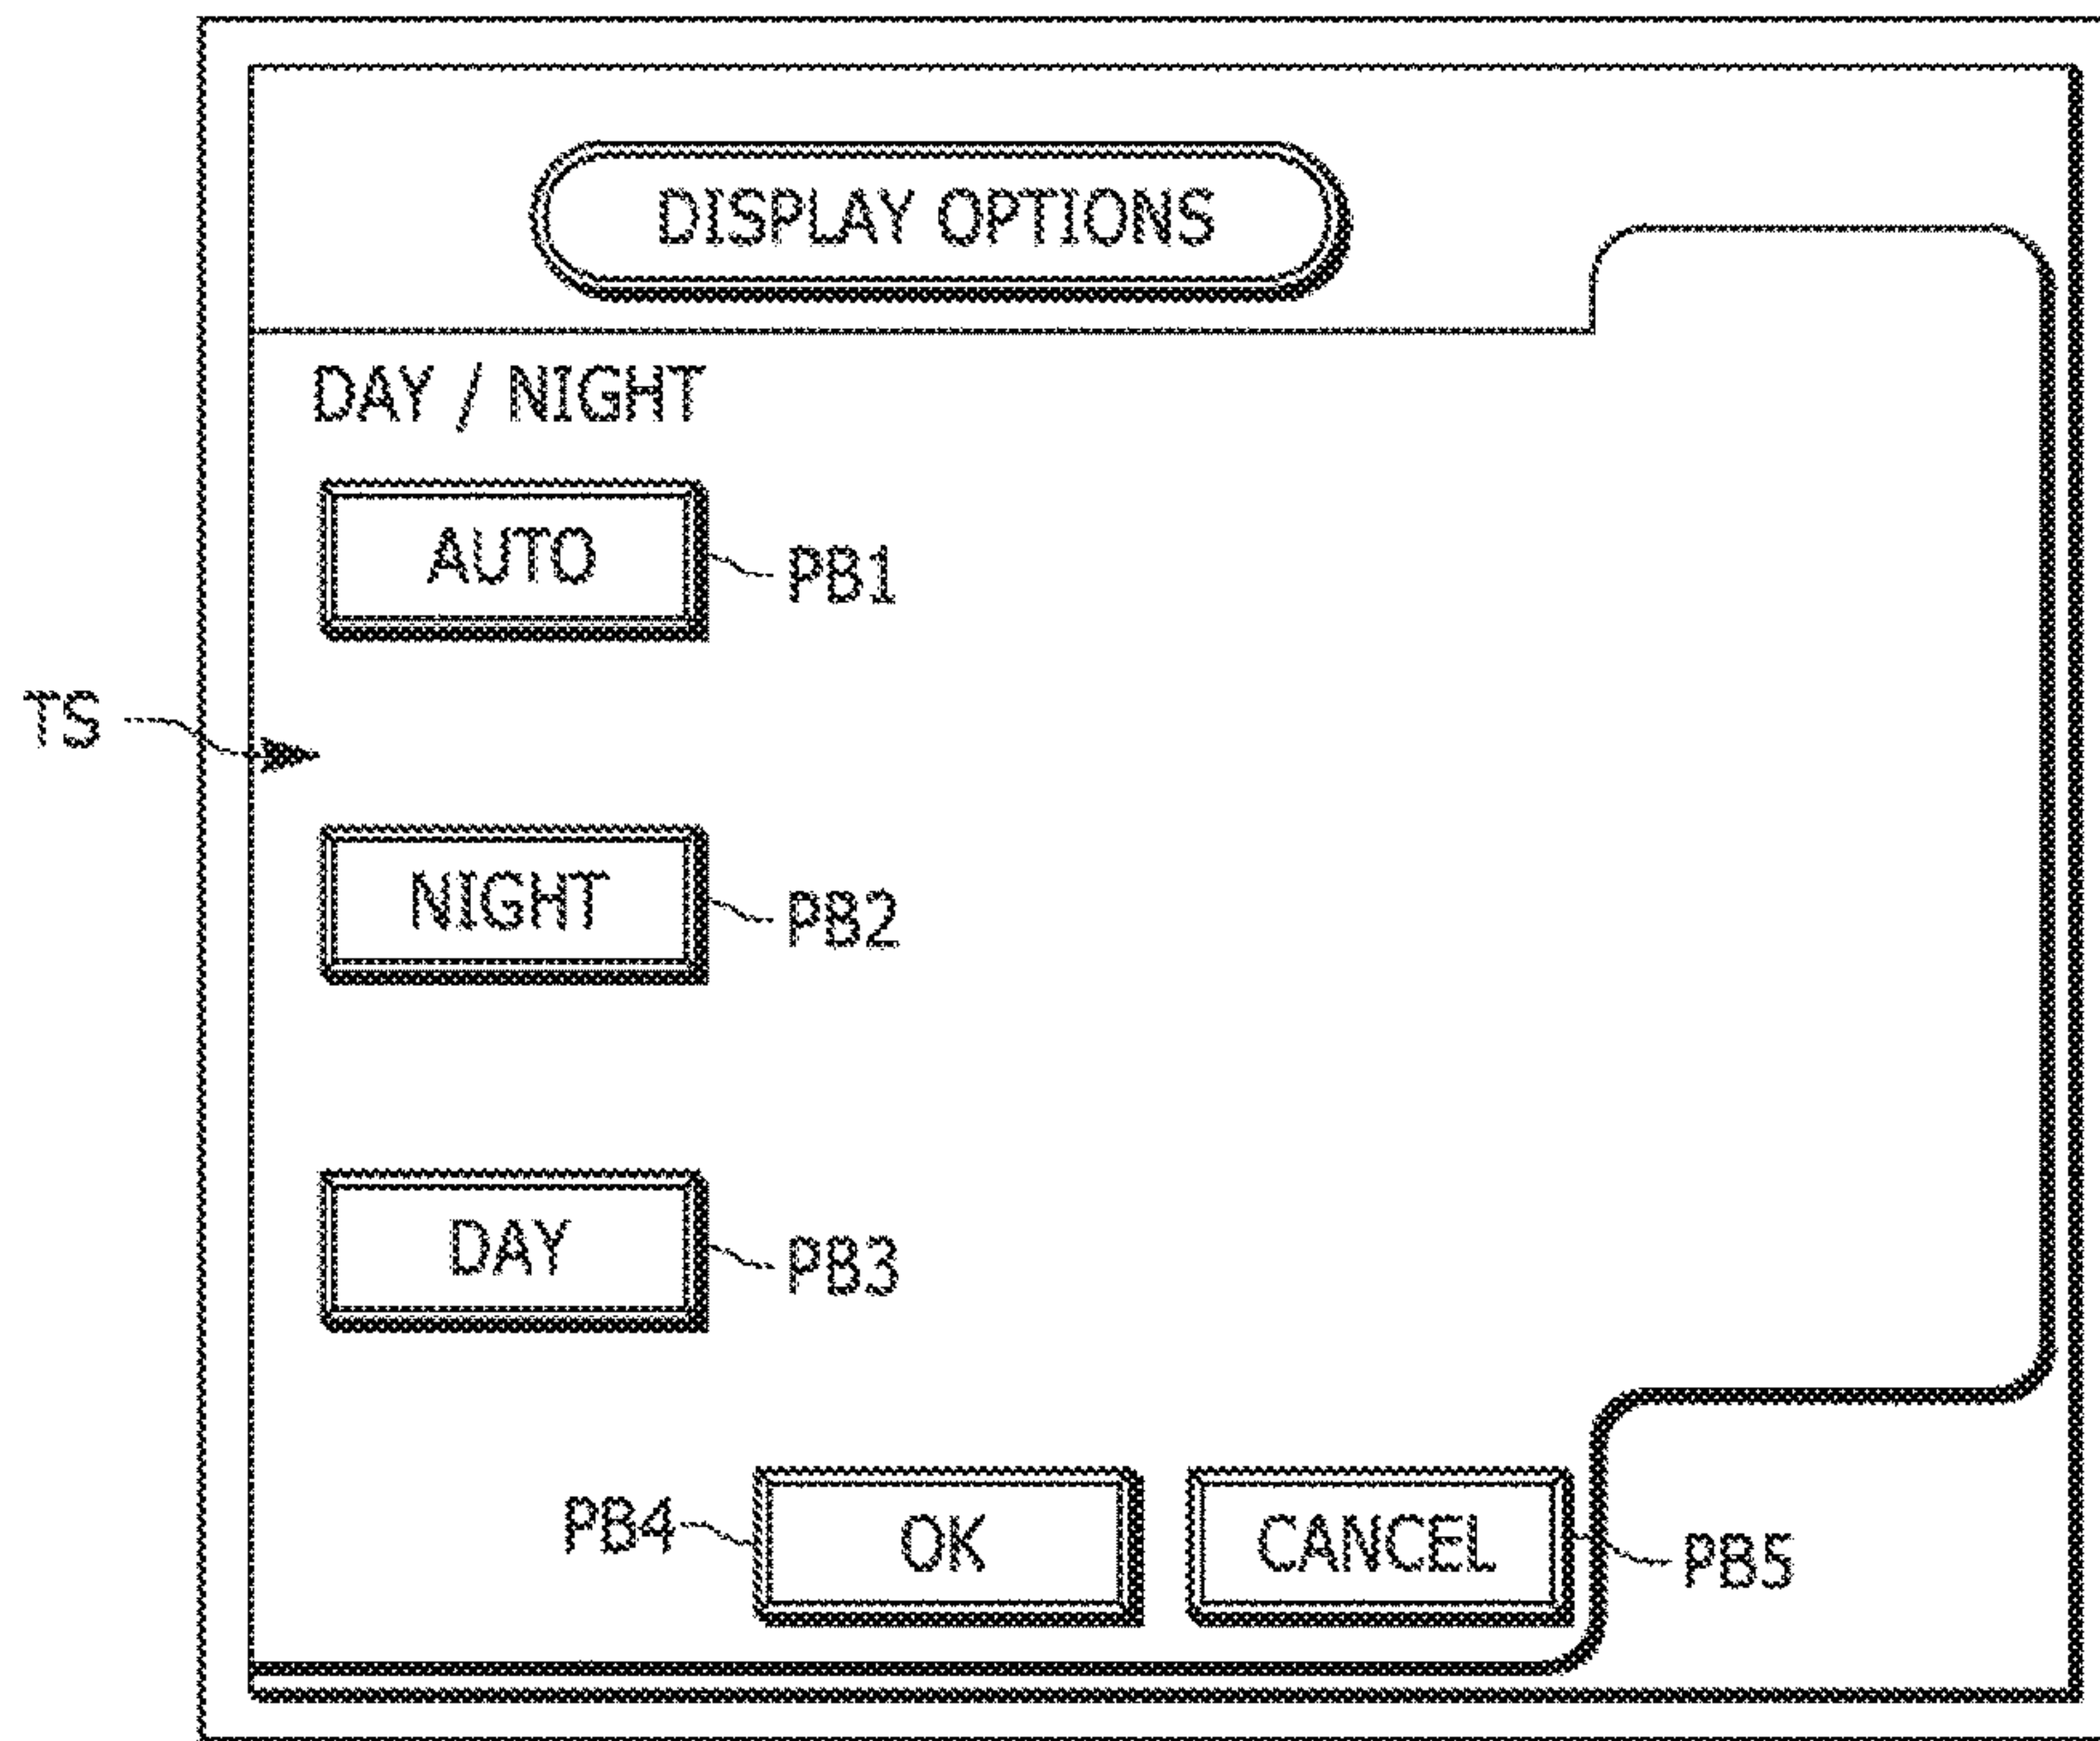 DISPLAY OPTIONS
DAY / NIGHT
AUTO
PB1
TS
NIGHT
PB2
DAY
PB3
PB4
OK
CANCEL
PB5